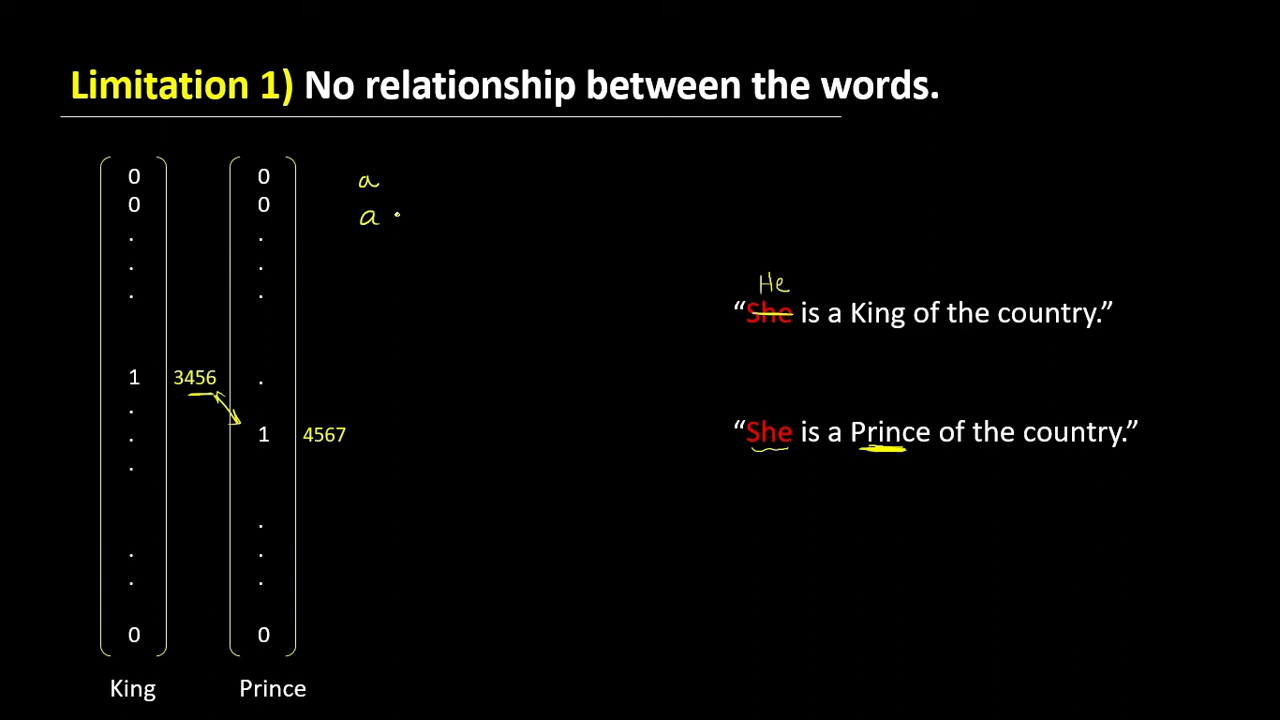 Limitation 1) No relationship between the words.
0 0 a
0 0 a
. .
. .
. .
He
“She is a King of the country.”
1 3456 .
.
. 1 4567
“She is a Prince of the country.”
.
.
. .
. .
0 0
King Prince